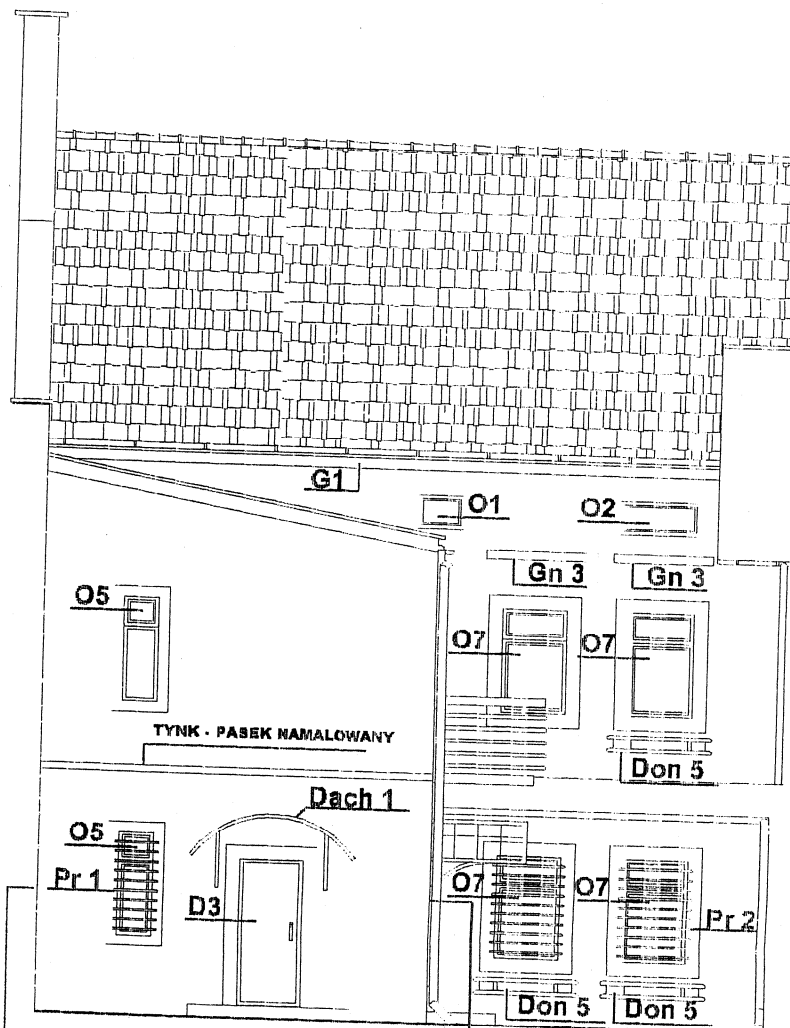 G1
O1
O2
Gn 3
Gn 3
O5
O7
O7
TYNK - PASEK NAMALOWANY
Don 5
Dach 1
O5
Pr 1
O7
O7
D3
Pr 2
Don 5
Don 5